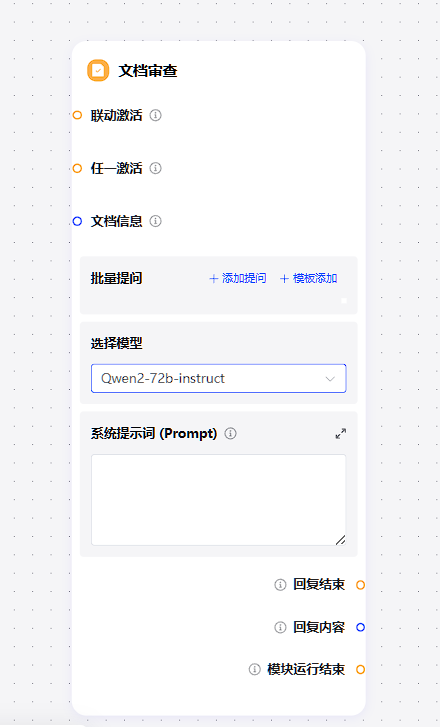 文档审查
联动激活
任一激活
文档信息
批量提问 + 添加提问 + 模板添加
选择模型
Qwen2-72b-instruct
系统提示词 (Prompt)
回复结束
回复内容
模块运行结束